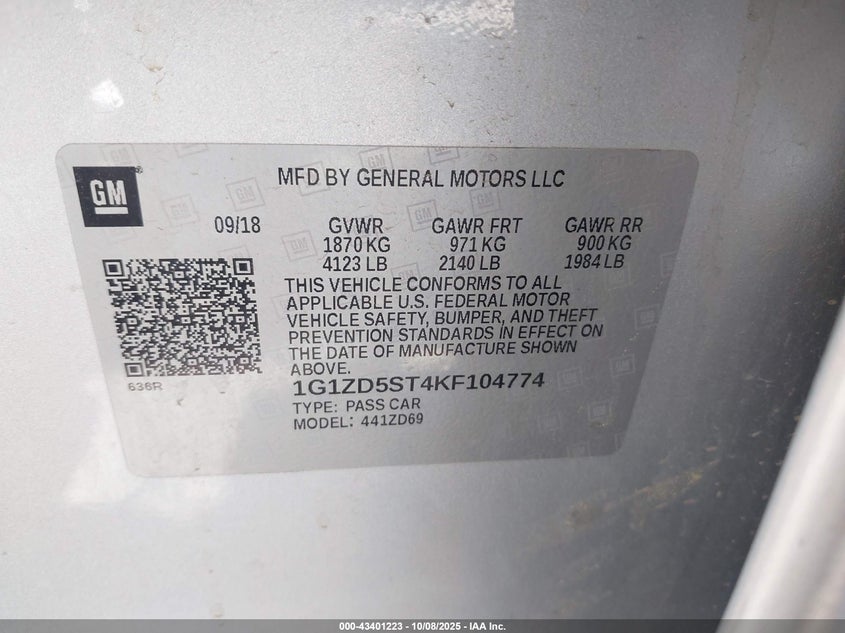 GM
MFD BY GENERAL MOTORS LLC
09/18 GVWR GAWR FRT GAWR RR
1870 KG 971 KG 900 KG
4123 LB 2140 LB 1984 LB
THIS VEHICLE CONFORMS TO ALL
APPLICABLE U.S. FEDERAL MOTOR
VEHICLE SAFETY, BUMPER, AND THEFT
PREVENTION STANDARDS IN EFFECT ON
THE DATE OF MANUFACTURE SHOWN
ABOVE.
636R
1G1ZD5ST4KF104774
TYPE: PASS CAR
MODEL: 441ZD69
000-43401223 - 10/08/2025 - IAA Inc.